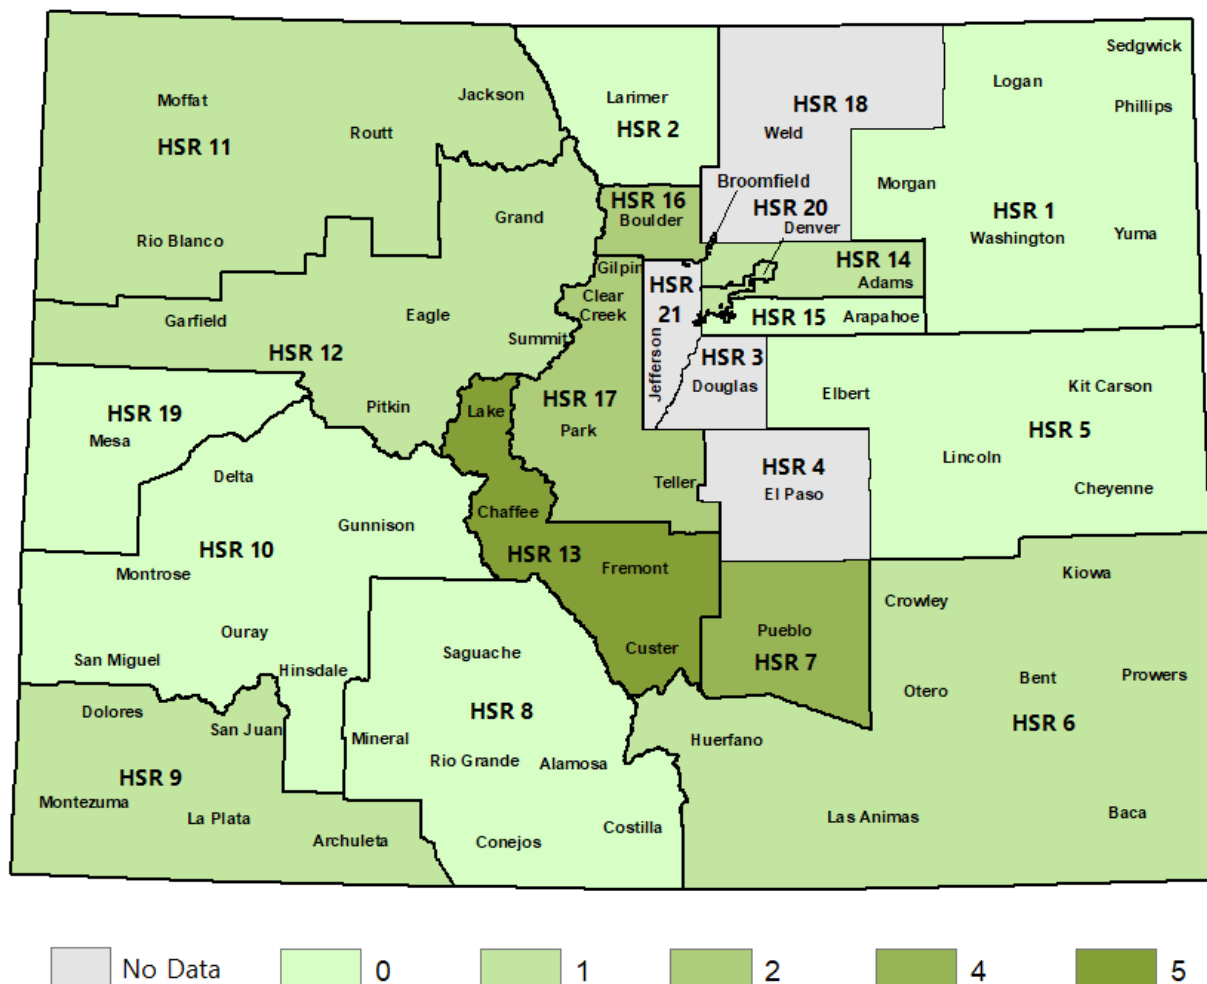 Sedgwick
Logan
Jackson
Larimer
Moffat
HSR 18
Phillips
HSR 2
Routt
Weld
HSR 11
Broomfield
Morgan
HSR 16
HSR 20
HSR 1
Grand
Boulder
Denver
Washington
Yuma
Rio Blanco
HSR 14
Gilpin
Adams
HSR
21
Clear
Creek
Garfield
Eagle
HSR 15
Arapahoe
Summit
HSR 12
HSR 3
Jefferson
Douglas
Kit Carson
Elbert
HSR 17
Pitkin
Lake
HSR 19
Park
HSR 5
Mesa
Lincoln
HSR 4
Delta
Teller
El Paso
Cheyenne
Chaffee
Gunnison
HSR 10
HSR 13
Fremont
Montrose
Kiowa
Crowley
Ouray
Pueblo
Custer
Saguache
San Miguel
HSR 7
Hinsdale
Bent
Prowers
Otero
Dolores
HSR 8
HSR 6
San Juan
Mineral
Huerfano
Rio Grande
Alamosa
HSR 9
Montezuma
La Plata
Las Animas
Baca
Costilla
Archuleta
Conejos
No Data
0
1
2
4
5